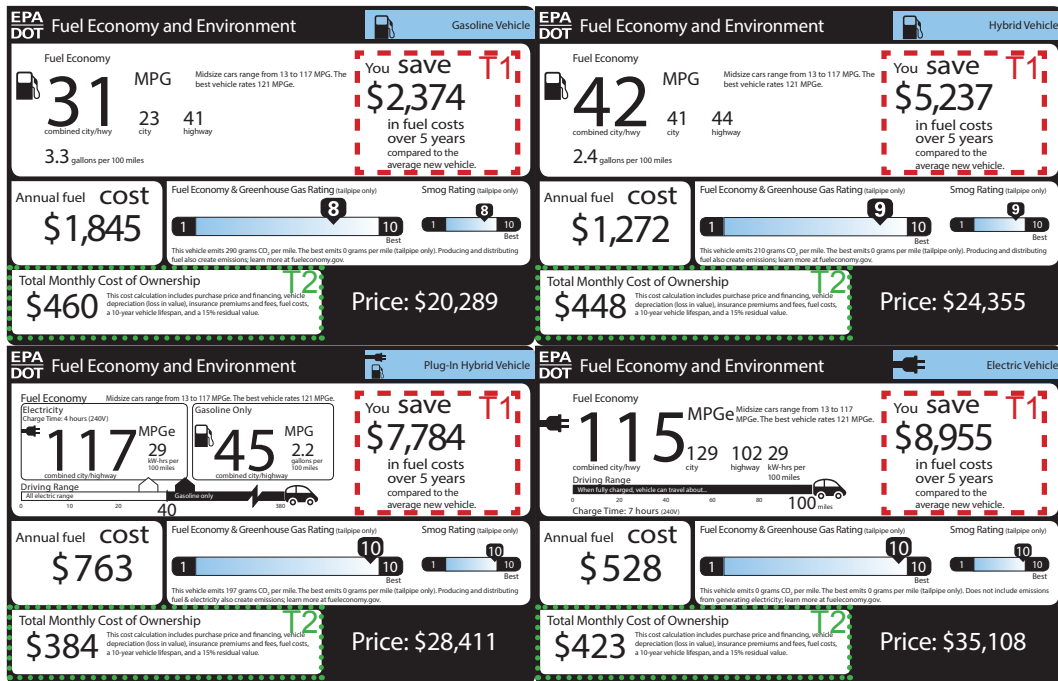 EPA
DOT Fuel Economy and Environment
Gasoline Vehicle
Fuel Economy
31 MPG
Midsize cars range from 13 to 117 MPG. The
best vehicle rates 121 MPGe.
23 41
combined city/hwy city highway
3.3 gallons per 100 miles
You save T1
$2,374
in fuel costs
over 5 years
compared to the
average new vehicle.
Annual fuel cost
$1,845
Fuel Economy & Greenhouse Gas Rating (tailpipe only)
8
1 10
Best
Smog Rating (tailpipe only)
8
1 10
Best
This vehicle emits 290 grams CO2 per mile. The best emits 0 grams per mile (tailpipe only). Producing and distributing
fuel also create emissions; learn more at fueleconomy.gov.
Total Monthly Cost of Ownership T2
$460
This cost calculation includes purchase price and financing, vehicle
depreciation (loss in value), insurance premiums and fees, fuel costs,
a 10-year vehicle lifespan, and a 15% residual value.
Price: $20,289
EPA
DOT Fuel Economy and Environment
Hybrid Vehicle
Fuel Economy
42 MPG
Midsize cars range from 13 to 117 MPG. The
best vehicle rates 121 MPGe.
41 44
combined city/hwy city highway
2.4 gallons per 100 miles
You save T1
$5,237
in fuel costs
over 5 years
compared to the
average new vehicle.
Annual fuel cost
$1,272
Fuel Economy & Greenhouse Gas Rating (tailpipe only)
9
1 10
Best
Smog Rating (tailpipe only)
9
1 10
Best
This vehicle emits 210 grams CO2 per mile. The best emits 0 grams per mile (tailpipe only). Producing and distributing
fuel also create emissions; learn more at fueleconomy.gov.
Total Monthly Cost of Ownership T2
$448
This cost calculation includes purchase price and financing, vehicle
depreciation (loss in value), insurance premiums and fees, fuel costs,
a 10-year vehicle lifespan, and a 15% residual value.
Price: $24,355
EPA
DOT Fuel Economy and Environment
Plug-In Hybrid Vehicle
Fuel Economy Midsize cars range from 13 to 117 MPGe. The best vehicle rates 121 MPGe.
Electricity
Charge Time: 4 hours (240V)
117 MPGe
29
kW-hrs per
100 miles
combined city/highway
Gasoline Only
45 MPG
2.2
gallons per
100 miles
combined city/highway
Driving Range
All electric range Gasoline only
0 10 20 40 380
You save T1
$7,784
in fuel costs
over 5 years
compared to the
average new vehicle.
Annual fuel cost
$763
Fuel Economy & Greenhouse Gas Rating (tailpipe only)
10
1 10
Best
Smog Rating (tailpipe only)
10
1 10
Best
This vehicle emits 197 grams CO2 per mile. The best emits 0 grams per mile (tailpipe only). Producing and distributing
fuel & electricity also create emissions; learn more at fueleconomy.gov.
Total Monthly Cost of Ownership T2
$384
This cost calculation includes purchase price and financing, vehicle
depreciation (loss in value), insurance premiums and fees, fuel costs,
a 10-year vehicle lifespan, and a 15% residual value.
Price: $28,411
EPA
DOT Fuel Economy and Environment
Electric Vehicle
Fuel Economy
115 MPGe
Midsize cars range from 13 to 117
MPGe. The best vehicle rates 121 MPGe.
129 102 29
combined city/hwy city highway kW-hrs per
100 miles
Driving Range
When fully charged, vehicle can travel about...
0 20 40 60 80 100 miles
Charge Time: 7 hours (240V)
You save T1
$8,955
in fuel costs
over 5 years
compared to the
average new vehicle.
Annual fuel cost
$528
Fuel Economy & Greenhouse Gas Rating (tailpipe only)
10
1 10
Best
Smog Rating (tailpipe only)
10
1 10
Best
This vehicle emits 0 grams CO2 per mile. The best emits 0 grams per mile (tailpipe only). Does not include emissions
from generating electricity; learn more at fueleconomy.gov.
Total Monthly Cost of Ownership T2
$423
This cost calculation includes purchase price and financing, vehicle
depreciation (loss in value), insurance premiums and fees, fuel costs,
a 10-year vehicle lifespan, and a 15% residual value.
Price: $35,108